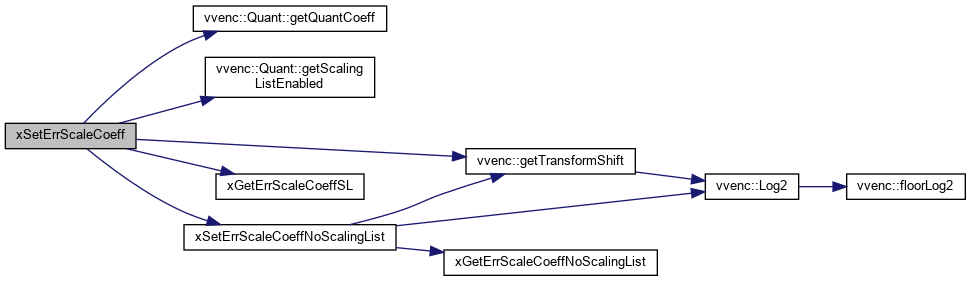 vvenc::Quant::getQuantCoeff
vvenc::Quant::getScaling
ListEnabled
xSetErrScaleCoeff
vvenc::getTransformShift
xGetErrScaleCoeffSL
vvenc::Log2
vvenc::floorLog2
xSetErrScaleCoeffNoScalingList
xGetErrScaleCoeffNoScalingList